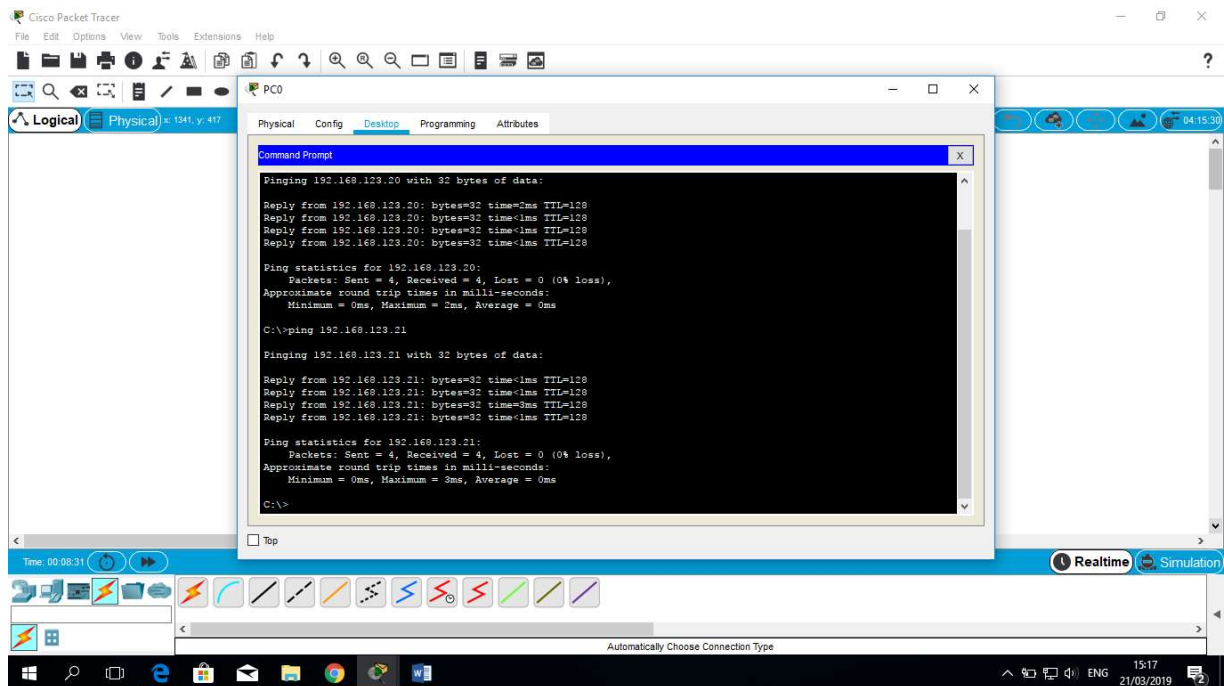 Cisco Packet Tracer
File Edit Options View Tools Extensions Help
?
PC0
Logical
Physical x: 1341, y: 417
04:15:30
Physical Config Desktop Programming Attributes
Command Prompt
X
Pinging 192.168.123.20 with 32 bytes of data:
Reply from 192.168.123.20: bytes=32 time=2ms TTL=128
Reply from 192.168.123.20: bytes=32 time<1ms TTL=128
Reply from 192.168.123.20: bytes=32 time<1ms TTL=128
Reply from 192.168.123.20: bytes=32 time<1ms TTL=128
Ping statistics for 192.168.123.20:
Packets: Sent = 4, Received = 4, Lost = 0 (0% loss),
Approximate round trip times in milli-seconds:
Minimum = 0ms, Maximum = 2ms, Average = 0ms
C:\>ping 192.168.123.21
Pinging 192.168.123.21 with 32 bytes of data:
Reply from 192.168.123.21: bytes=32 time<1ms TTL=128
Reply from 192.168.123.21: bytes=32 time<1ms TTL=128
Reply from 192.168.123.21: bytes=32 time=3ms TTL=128
Reply from 192.168.123.21: bytes=32 time<1ms TTL=128
Ping statistics for 192.168.123.21:
Packets: Sent = 4, Received = 4, Lost = 0 (0% loss),
Approximate round trip times in milli-seconds:
Minimum = 0ms, Maximum = 3ms, Average = 0ms
C:\>
Top
Time: 00:08:31
Realtime
Simulation
Automatically Choose Connection Type
ENG
15:17
21/03/2019
2